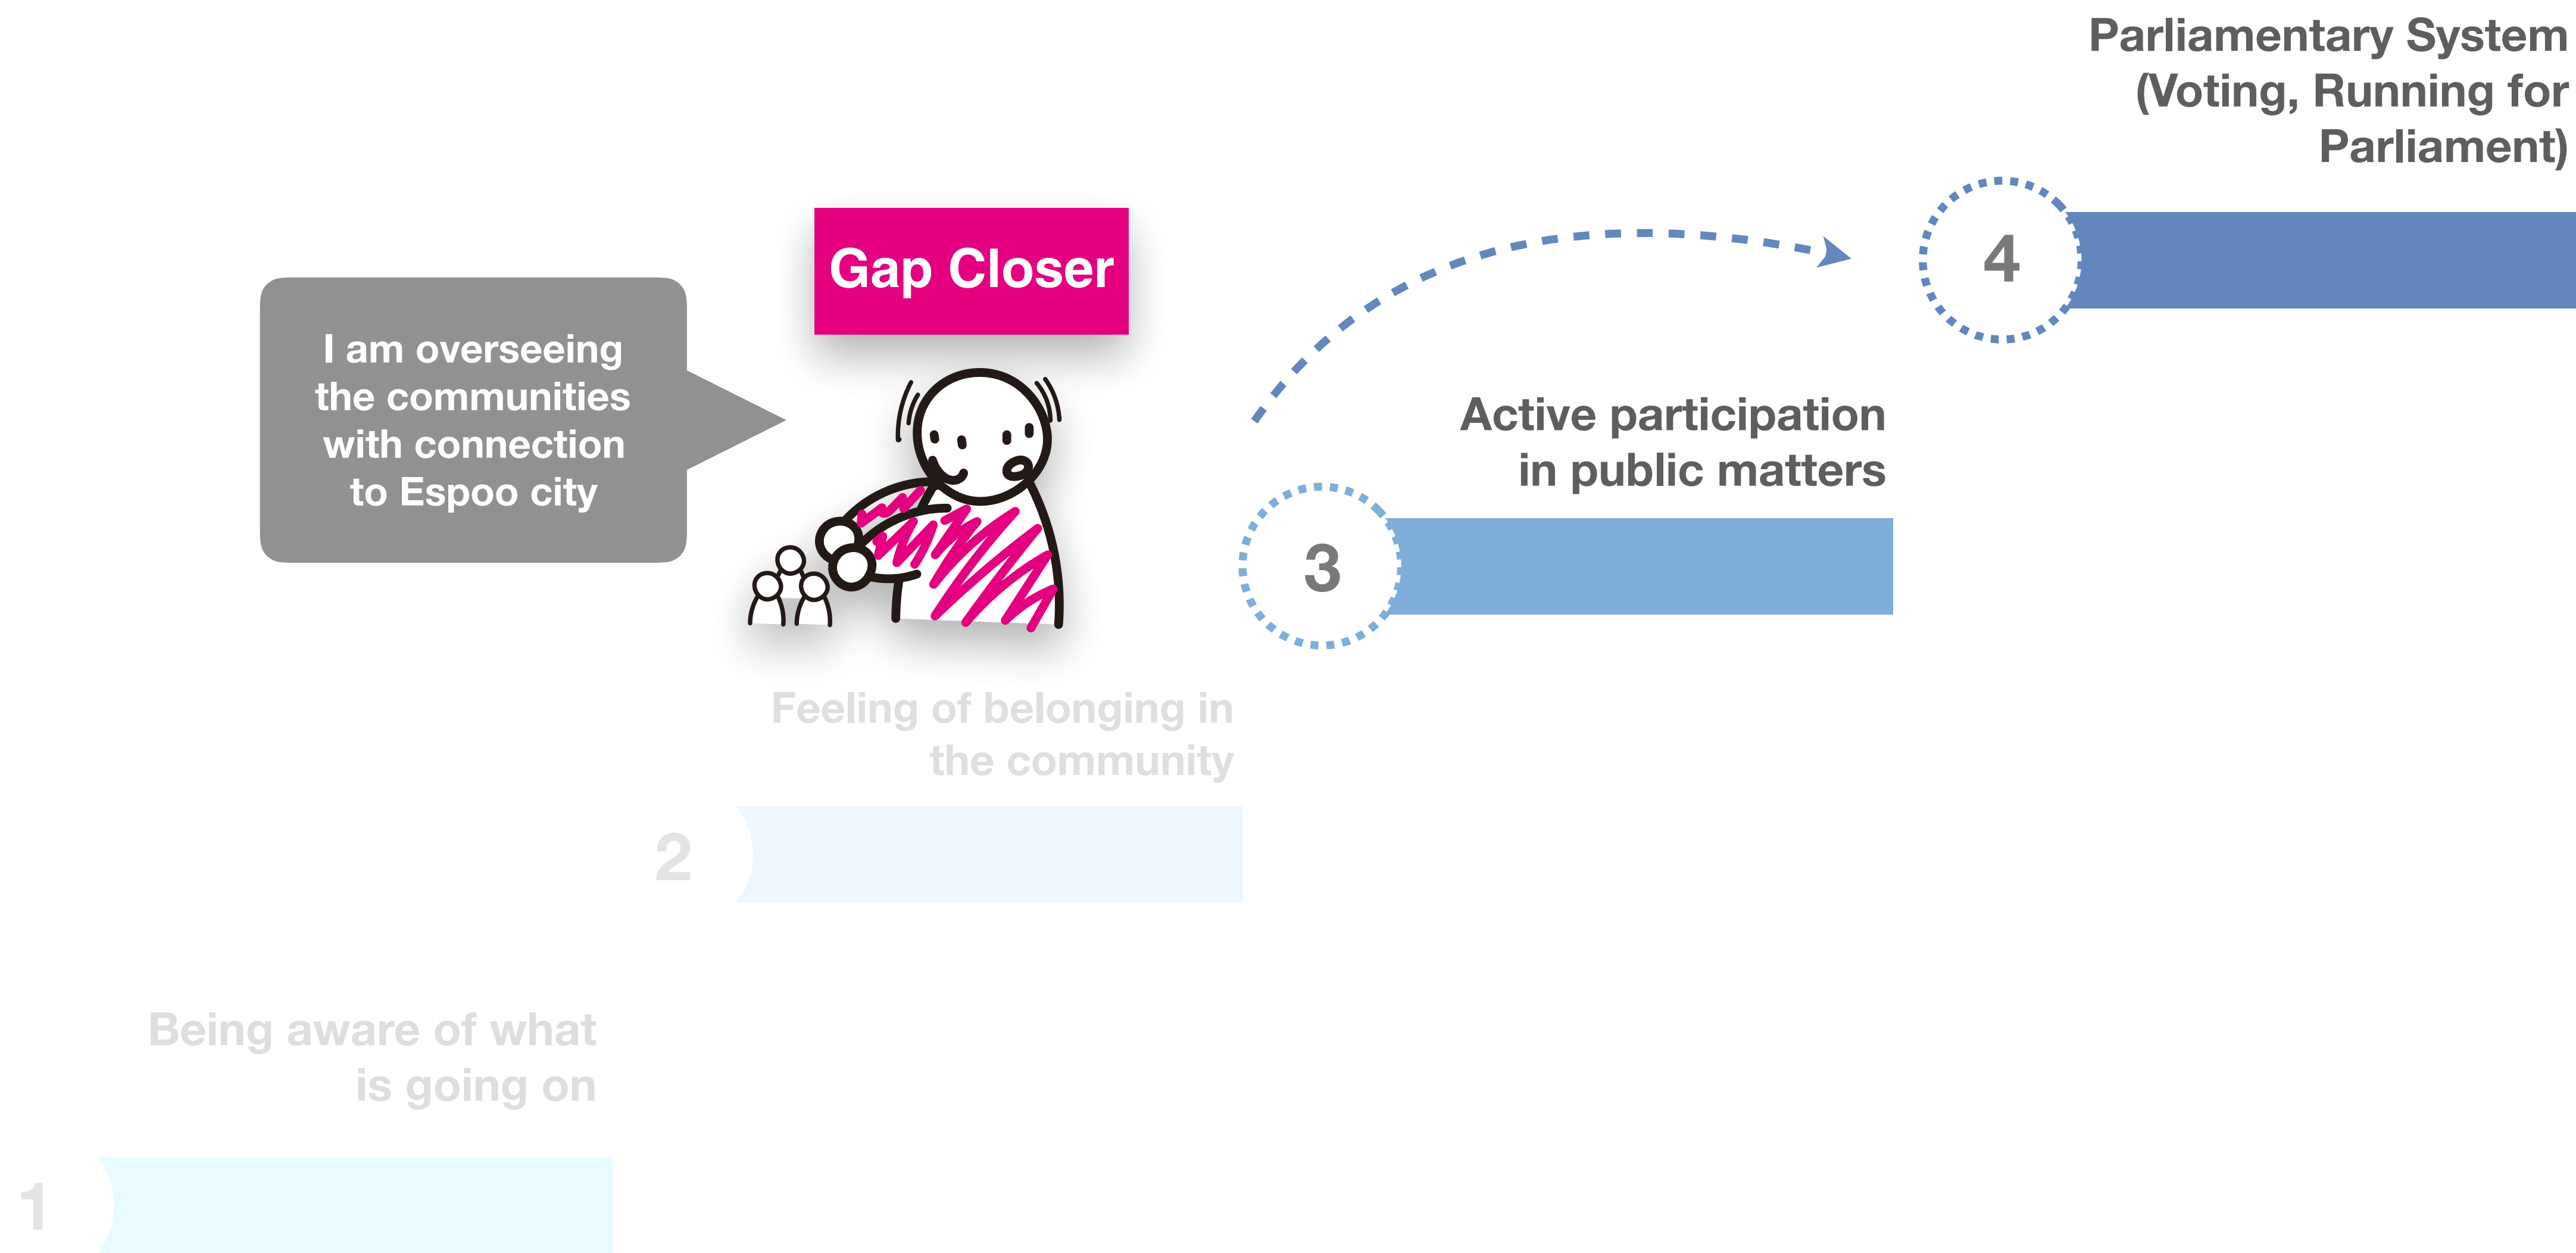 Parliamentary System
(Voting, Running for
Parliament)
4
Gap Closer
I am overseeing
the communities
with connection
to Espoo city
Active participation
in public matters
3
Feeling of belonging in
the community
2
Being aware of what
is going on
1